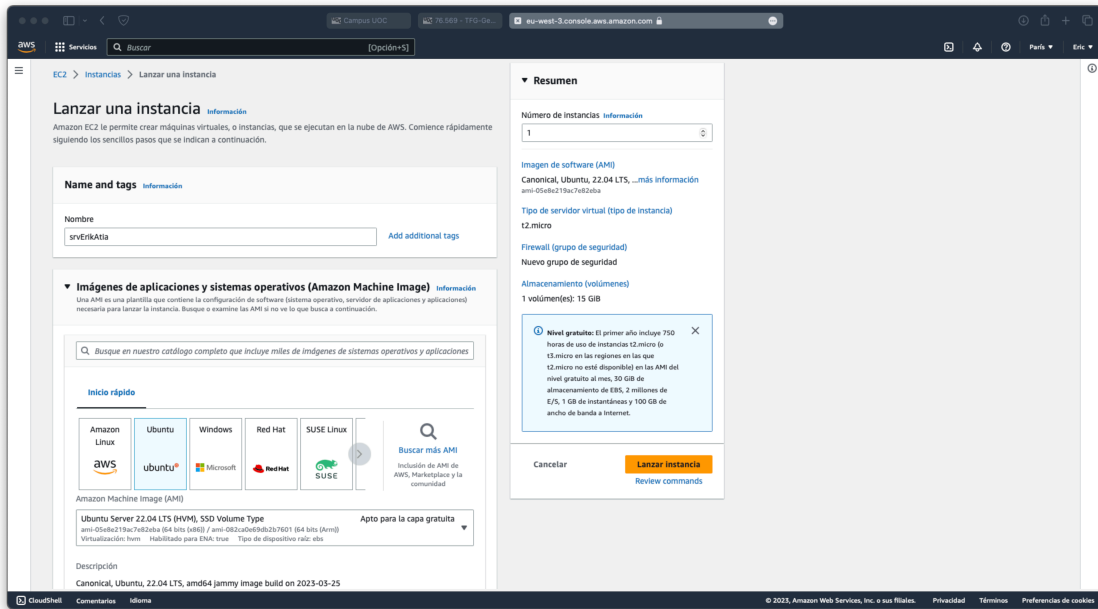 Campus UOC
76.569 - TFG-Ge...
eu-west-3.console.aws.amazon.com
aws
Servicios
Buscar
[Opción+S]
París
Eric
EC2 > Instancias > Lanzar una instancia
Lanzar una instancia Información
Amazon EC2 le permite crear máquinas virtuales, o instancias, que se ejecutan en la nube de AWS. Comience rápidamente
siguiendo los sencillos pasos que se indican a continuación.
Name and tags Información
Nombre
srvErikAtia
Add additional tags
Imágenes de aplicaciones y sistemas operativos (Amazon Machine Image) Información
Una AMI es una plantilla que contiene la configuración de software (sistema operativo, servidor de aplicaciones y aplicaciones)
necesaria para lanzar la instancia. Busque o examine las AMI si no ve lo que busca a continuación.
Busque en nuestro catálogo completo que incluye miles de imágenes de sistemas operativos y aplicaciones
Inicio rápido
Amazon
Linux
aws
Ubuntu
ubuntu®
Windows
Microsoft
Red Hat
Red Hat
SUSE Linux
SUSE
Buscar más AMI
Inclusión de AMI de
AWS, Marketplace y la
comunidad
Amazon Machine Image (AMI)
Ubuntu Server 22.04 LTS (HVM), SSD Volume Type
Apto para la capa gratuita
ami-05e8e219ac7e82eba (64 bits (x86)) / ami-082ca0e69db2b7601 (64 bits (Arm))
Virtualización: hvm Habilitado para ENA: true Tipo de dispositivo raíz: ebs
Descripción
Canonical, Ubuntu, 22.04 LTS, amd64 jammy image build on 2023-03-25
Resumen
Número de instancias Información
1
Imagen de software (AMI)
Canonical, Ubuntu, 22.04 LTS, ...más información
ami-05e8e219ac7e82eba
Tipo de servidor virtual (tipo de instancia)
t2.micro
Firewall (grupo de seguridad)
Nuevo grupo de seguridad
Almacenamiento (volúmenes)
1 volúmen(es): 15 GiB
Nivel gratuito: El primer año incluye 750
horas de uso de instancias t2.micro (o
t3.micro en las regiones en las que
t2.micro no esté disponible) en las AMI del
nivel gratuito al mes, 30 GiB de
almacenamiento de EBS, 2 millones de
E/S, 1 GB de instantáneas y 100 GB de
ancho de banda a Internet.
Cancelar
Lanzar instancia
Review commands
CloudShell Comentarios Idioma
© 2023, Amazon Web Services, Inc. o sus filiales. Privacidad Términos Preferencias de cookies